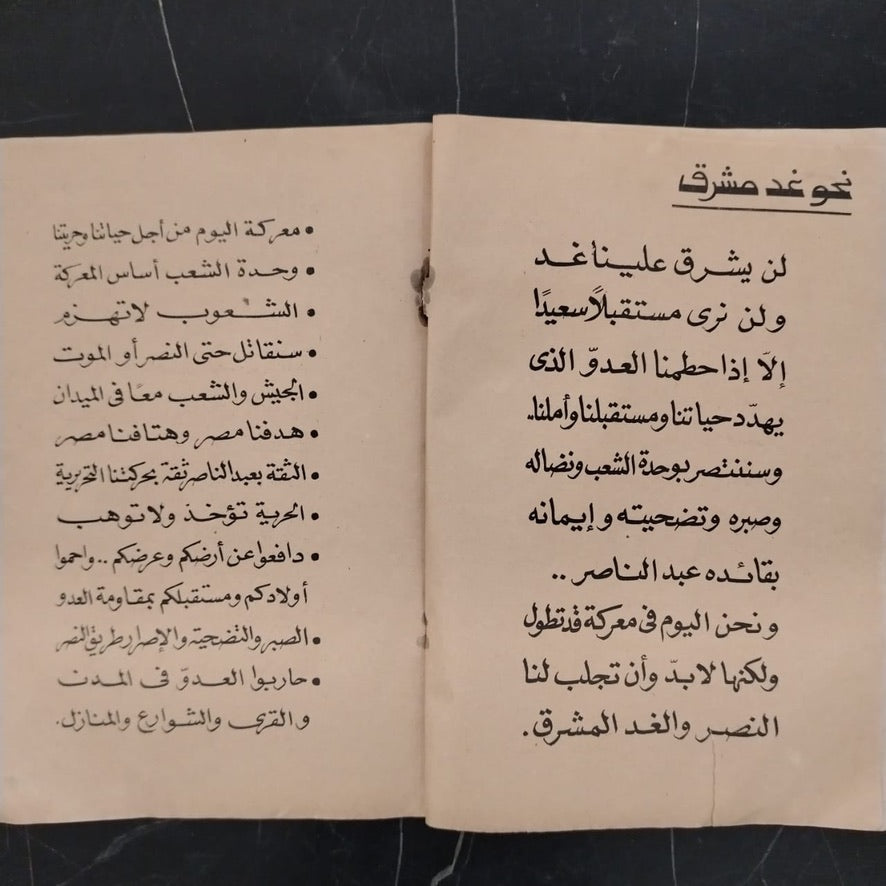 نحو غد مشرق
لن يشرق علينا غد
ولن نرى مستقبلاً سعيدًا
إلّا إذا حطمنا العدوّ الذى
يهدّد حياتنا ومستقبلنا وأملنا..
وسننتصر بوحدة الشعب ونضاله
وصبره وتضحيته وإيمانه
بقائده عبد الناصر ..
ونحن اليوم فى معركة قد تطول
ولكنها لابدّ وأن تجلب لنا
النصر والغد المشرق.
• معركة اليوم من أجل حياتنا وحريتنا
• وحدة الشعب أساس المعركة
• الشعوب لاتهزم
• سنقاتل حتى النصر أو الموت
• الجيش والشعب معًا فى الميدان
• هدفنا مصر وهتافنا مصر
• الثقة بعبد الناصر ثقة بحركتنا التحريرية
• الحرية تؤخذ ولا توهب
• دافعوا عن أرضكم وعرضكم .. واحموا
أولادكم ومستقبلكم بمقاومة العدو
• الصبر والتضحية والإصرار طريق النصر
• حاربوا العدوّ فى المدن
والقرى والشوارع والمنازل.